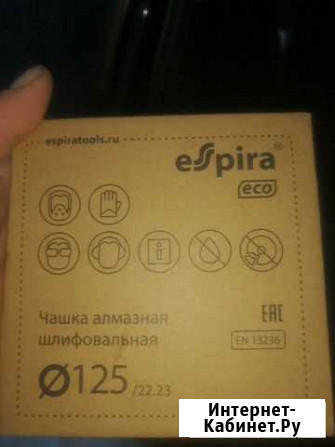 espiratools.ru
eSpira®
eco
Чашка алмазная
шлифовальная
EAC
EN 13236
Ø125/22.23
Интернет-
Кабинет.Ру